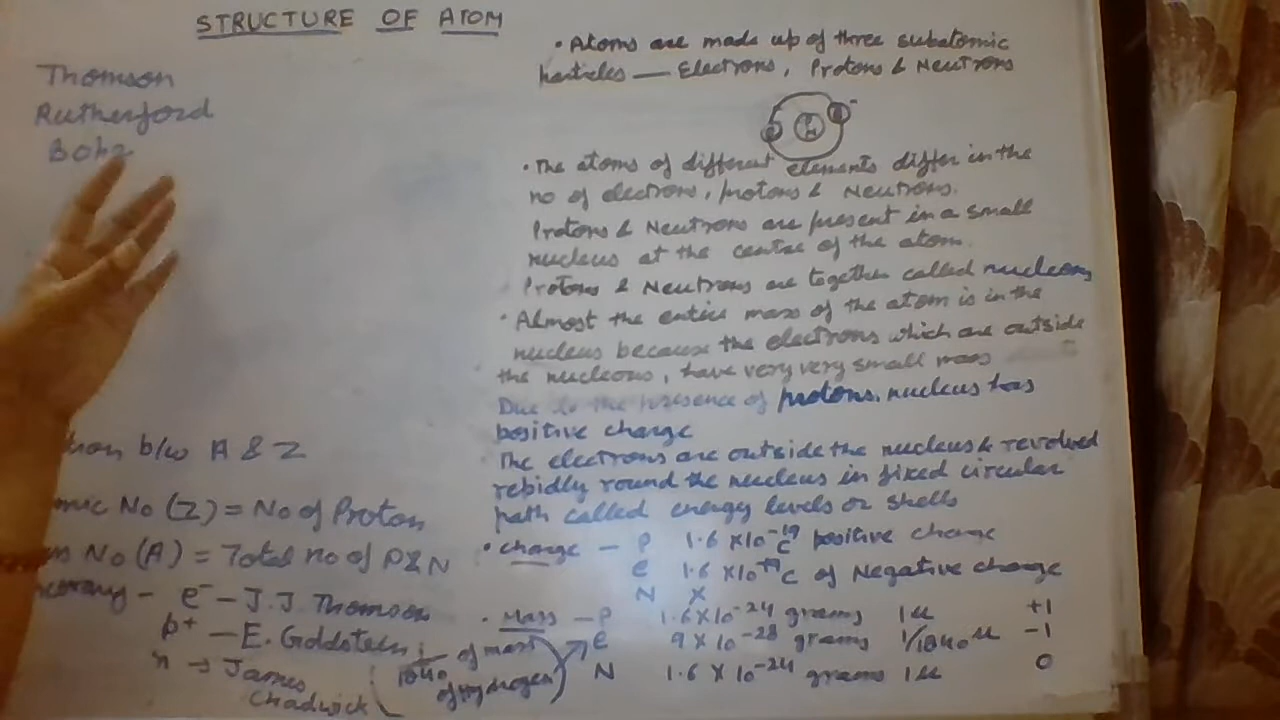 STRUCTURE OF ATOM
Thomson
Rutherford
Bohr
• Atoms are made up of three subatomic
particles — Electrons, Protons & Neutrons
• The atoms of different elements differ in the
no of electrons, protons & Neutrons.
Protons & Neutrons are present in a small
nucleus at the centre of the atom.
Protons & Neutrons are together called nucleons
• Almost the entire mass of the atom is in the
nucleus because the electrons which are outside
the nucleons, have very very small mass
Due to the presence of protons, nucleus has
positive charge
The electrons are outside the nucleus & revolved
rebidly round the nucleus in fixed circular
path called energy levels or shells
• Charge — P 1.6 × 10⁻¹⁹ C positive charge
e 1.6 × 10⁻¹⁹ C of Negative charge
N ×
• Mass — P 1.6 × 10⁻²⁴ grams 1u +1
e 9 × 10⁻²⁸ grams 1/1840 u -1
N 1.6 × 10⁻²⁴ grams 1u 0
b/w A & Z
No (Z) = No of Proton
No (A) = Total no of P & N
e⁻ — J.J. Thomson
p⁺ — E. Goldstein
n → James
Chadwick
1/1840 of mass
of Hydrogen